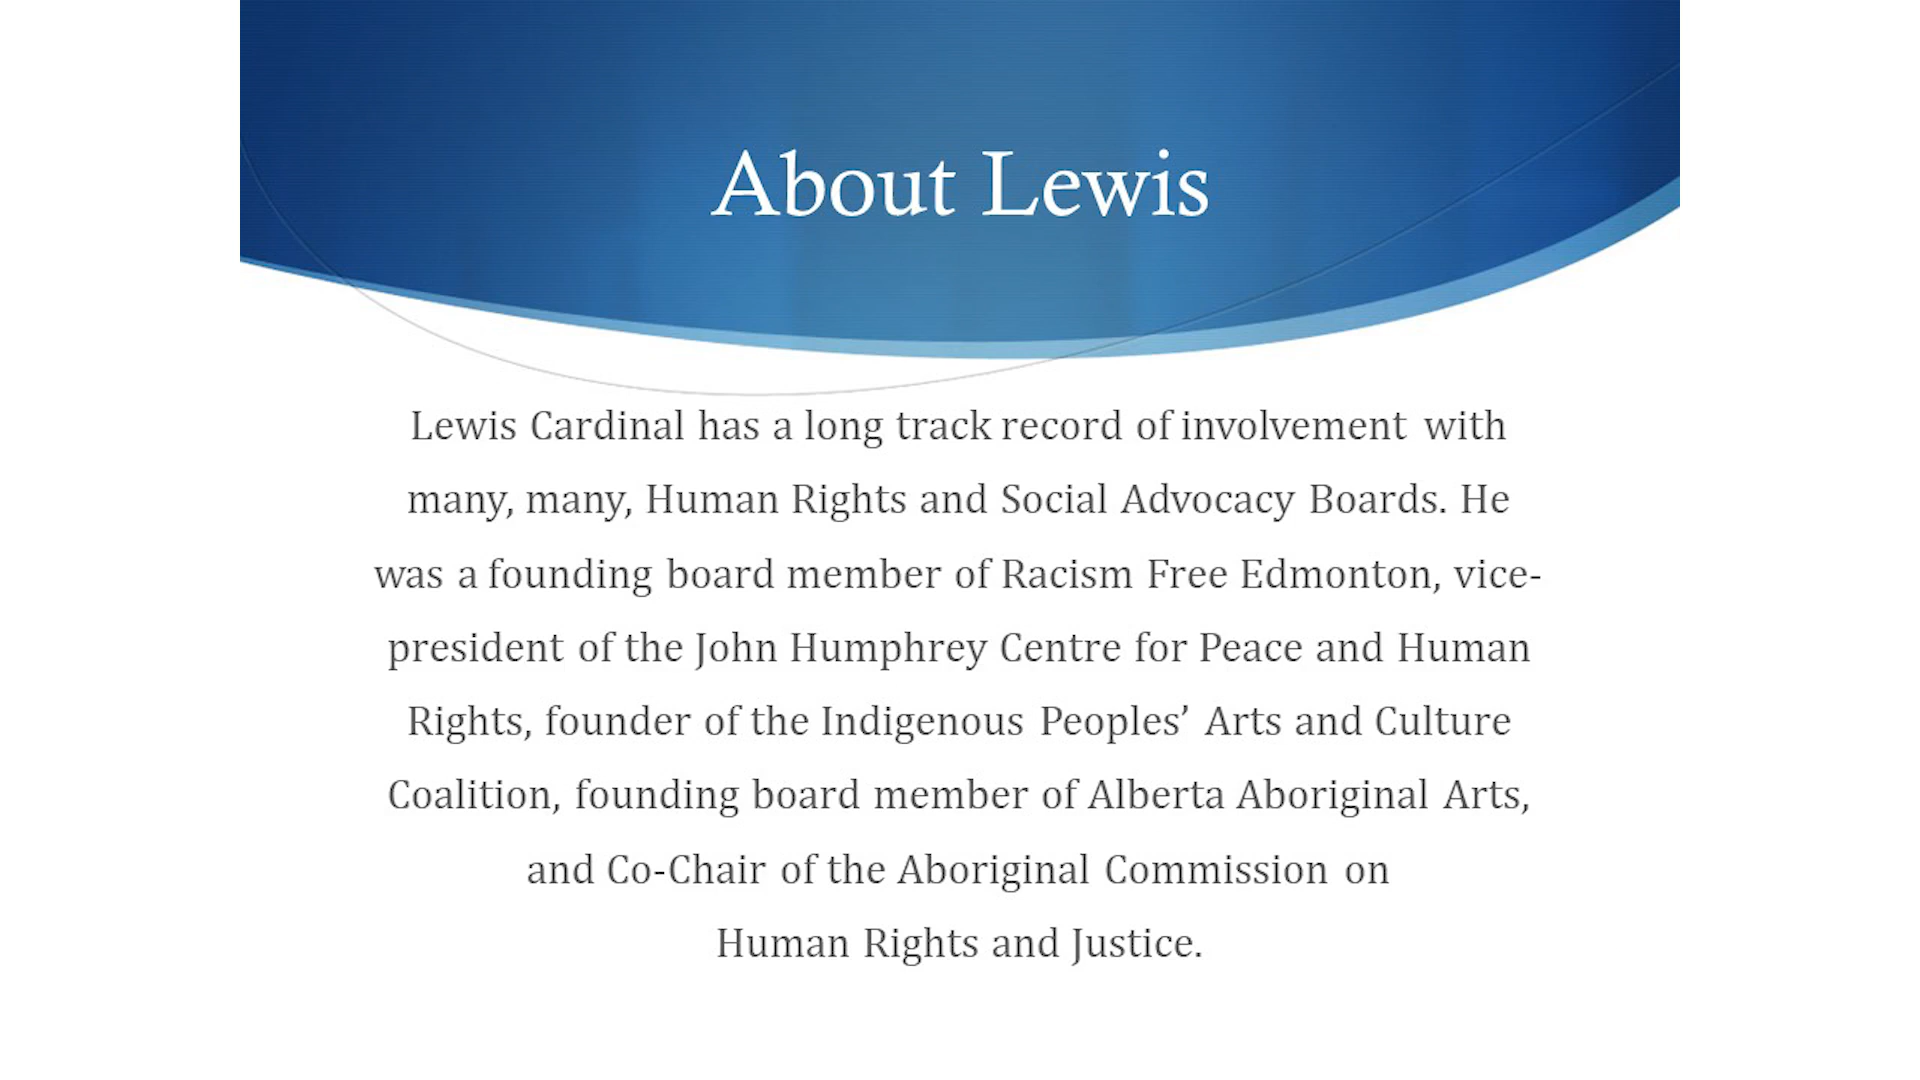 About Lewis
Lewis Cardinal has a long track record of involvement with
many, many, Human Rights and Social Advocacy Boards. He
was a founding board member of Racism Free Edmonton, vice-
president of the John Humphrey Centre for Peace and Human
Rights, founder of the Indigenous Peoples’ Arts and Culture
Coalition, founding board member of Alberta Aboriginal Arts,
and Co-Chair of the Aboriginal Commission on
Human Rights and Justice.